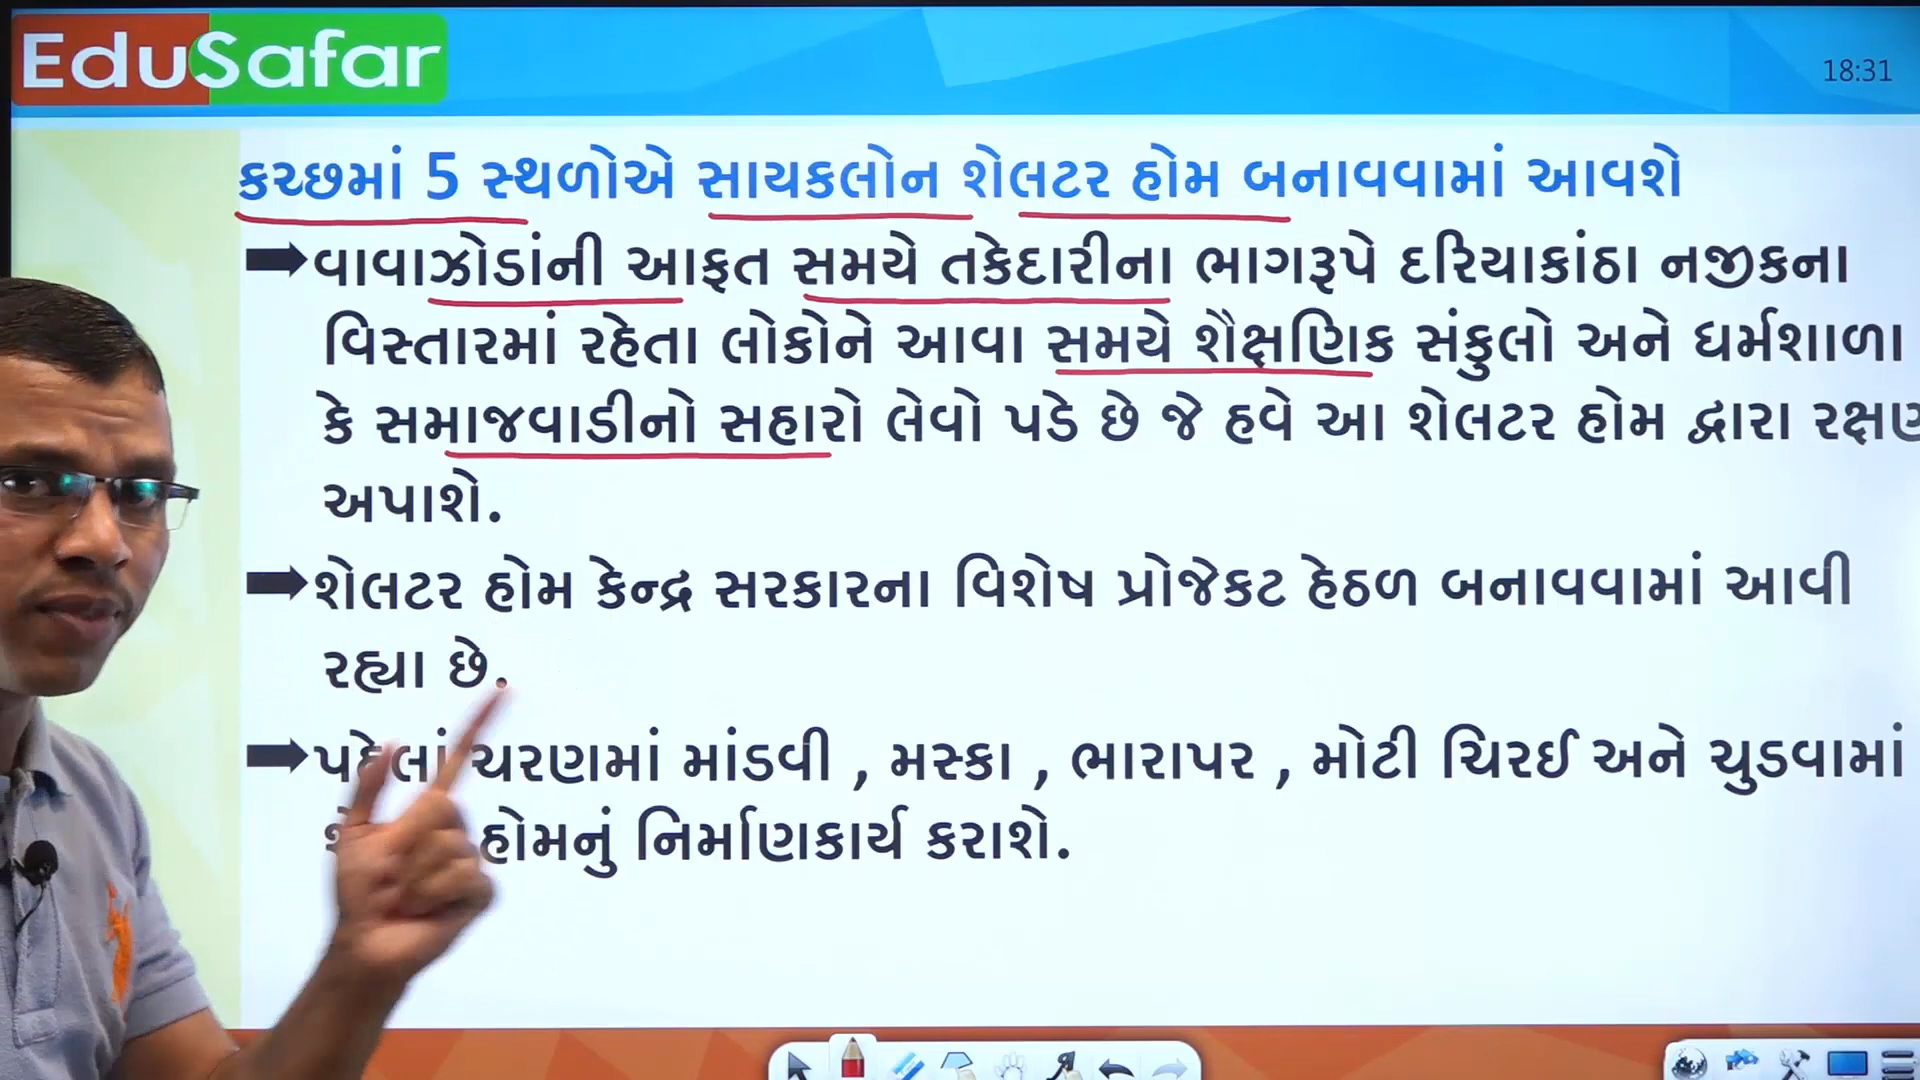 EduSafar
18:31
કચ્છમાં 5 સ્થળોએ સાયકલોન શેલટર હોમ બનાવવામાં આવશે
વાવાઝોડાંની આફત સમયે તકેદારીના ભાગરૂપે દરિયાકાંઠા નજીકના
વિસ્તારમાં રહેતા લોકોને આવા સમયે શૈક્ષણિક સંકુલો અને ધર્મશાળા
કે સમાજવાડીનો સહારો લેવો પડે છે જે હવે આ શેલટર હોમ દ્વારા રક્ષણ
અપાશે.
શેલટર હોમ કેન્દ્ર સરકારના વિશેષ પ્રોજેકટ હેઠળ બનાવવામાં આવી
રહ્યા છે.
પહેલાં ચરણમાં માંડવી , મસ્કા , ભારાપર , મોટી ચિરઈ અને ચુડવામાં
હોમનું નિર્માણકાર્ય કરાશે.